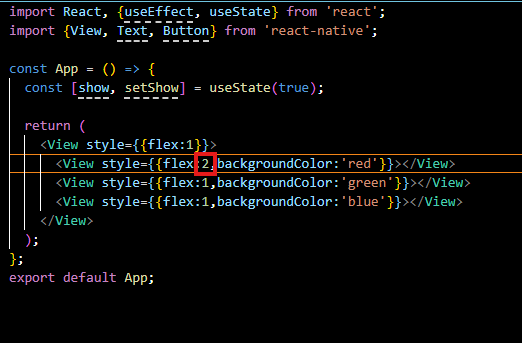 import React, {useEffect, useState} from 'react';
import {View, Text, Button} from 'react-native';
const App = () => {
const [show, setShow] = useState(true);
return (
<View style={{flex:1}}>
<View style={{flex:2,backgroundColor:'red'}}></View>
<View style={{flex:1,backgroundColor:'green'}}></View>
<View style={{flex:1,backgroundColor:'blue'}}></View>
</View>
);
};
export default App;